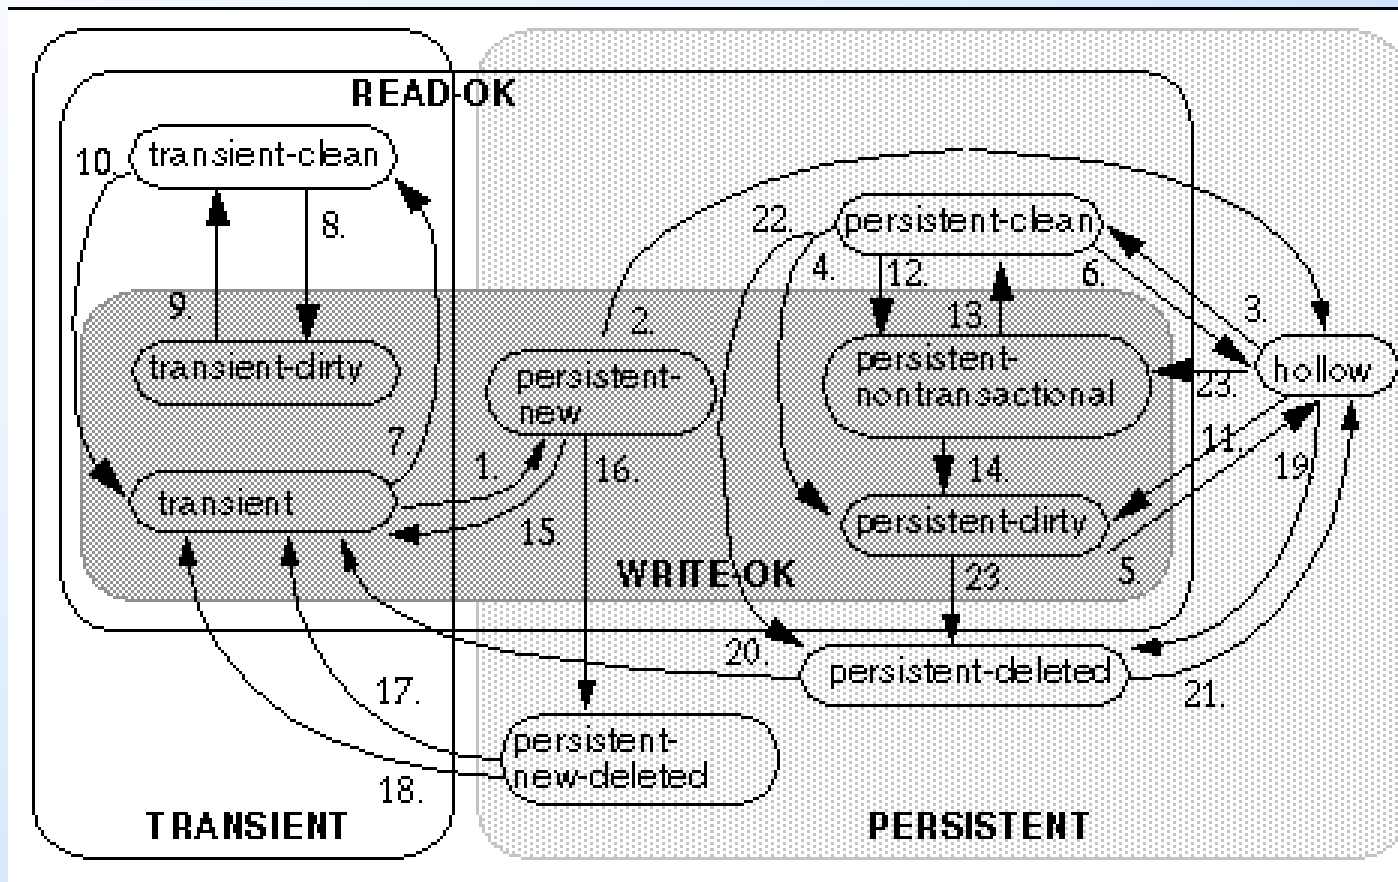 READ-OK
10.
transient-clean
8.
22.
persistent-clean
4.
12.
6.
9.
2.
13.
3.
transient-dirty
persistent-
new
persistent-
nontransactional
23.
hollow
7.
1.
16.
14
11.
19.
transient
15.
persistent-dirty
WRITE-OK
23.
5.
20.
persistent-deleted
17.
21.
persistent-
new-deleted
18.
TRANSIENT
PERSISTENT